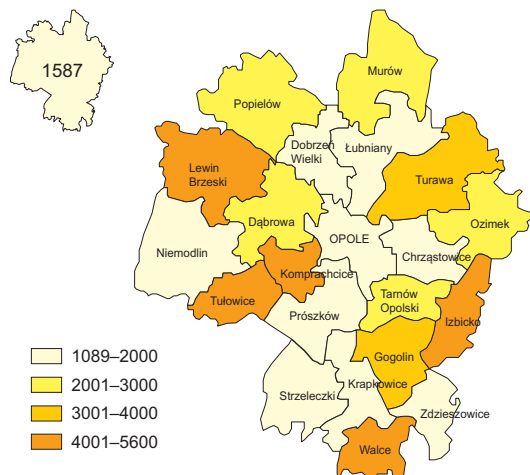 1587
Murów
Popielów
Dobrzeń
Wielki
Łubniany
Lewin
Brzeski
Turawa
Dąbrowa
Ozimek
OPOLE
Niemodlin
Chrząstowice
Komprachcice
Tułowice
Tarnów
Opolski
Izbicko
Prószków
Gogolin
Krapkowice
Strzeleczki
Zdzieszowice
Walce
1089–2000
2001–3000
3001–4000
4001–5600